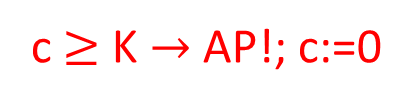 c ≥ K → AP!; c:=0